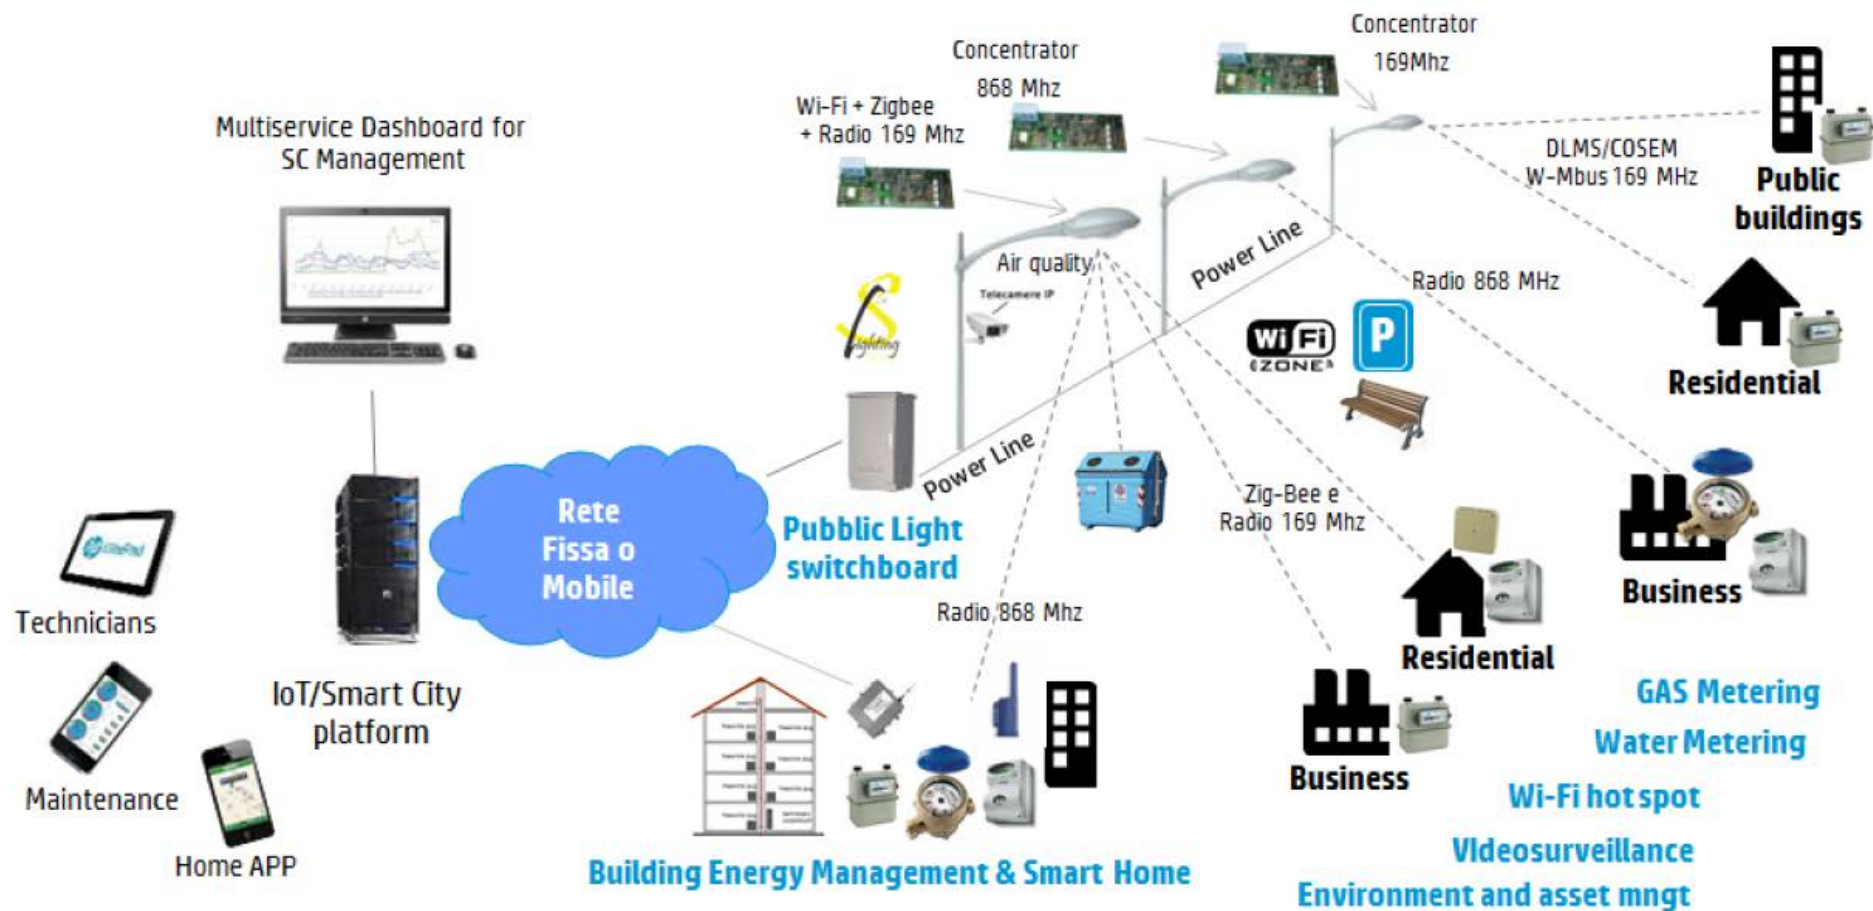 Concentrator
169Mhz
Concentrator
868 Mhz
Wi-Fi + Zigbee
+ Radio 169 Mhz
Multiservice Dashboard for
SC Management
DLMS/COSEM
W-Mbus 169 MHz
Public
buildings
Power Line
Air quality
Telecamere IP
Radio 868 MHz
S
Lighting
Wi Fi
ZONE
P
Residential
Power Line
Rete
Fissa o
Mobile
Pubblic Light
switchboard
Zig-Bee e
Radio 169 Mhz
Business
Technicians
Radio 868 Mhz
Residential
IoT/Smart City
platform
GAS Metering
Water Metering
Business
Maintenance
Wi-Fi hot spot
Home APP
VIdeosurveillance
Building Energy Management & Smart Home
Environment and asset mngt